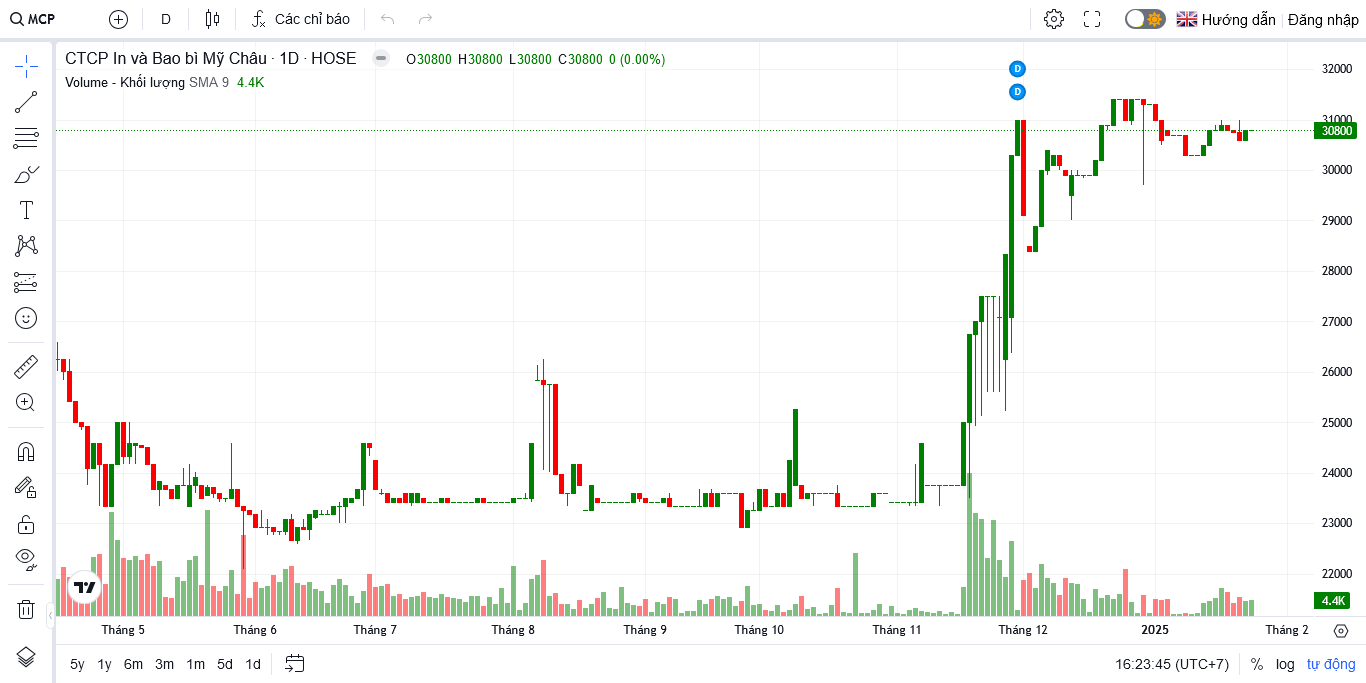 MCP D Các chỉ báo Hướng dẫn Đăng nhập
CTCP In và Bao bì Mỹ Châu · 1D · HOSE O30800 H30800 L30800 C30800 0 (0.00%)
Volume - Khối lượng SMA 9 4.4K
D
D
32000
31000
30800
30000
29000
28000
27000
26000
25000
24000
23000
22000
4.4K
Tháng 5 Tháng 6 Tháng 7 Tháng 8 Tháng 9 Tháng 10 Tháng 11 Tháng 12 2025 Tháng 2
5y 1y 6m 3m 1m 5d 1d 16:23:45 (UTC+7) % log tự động